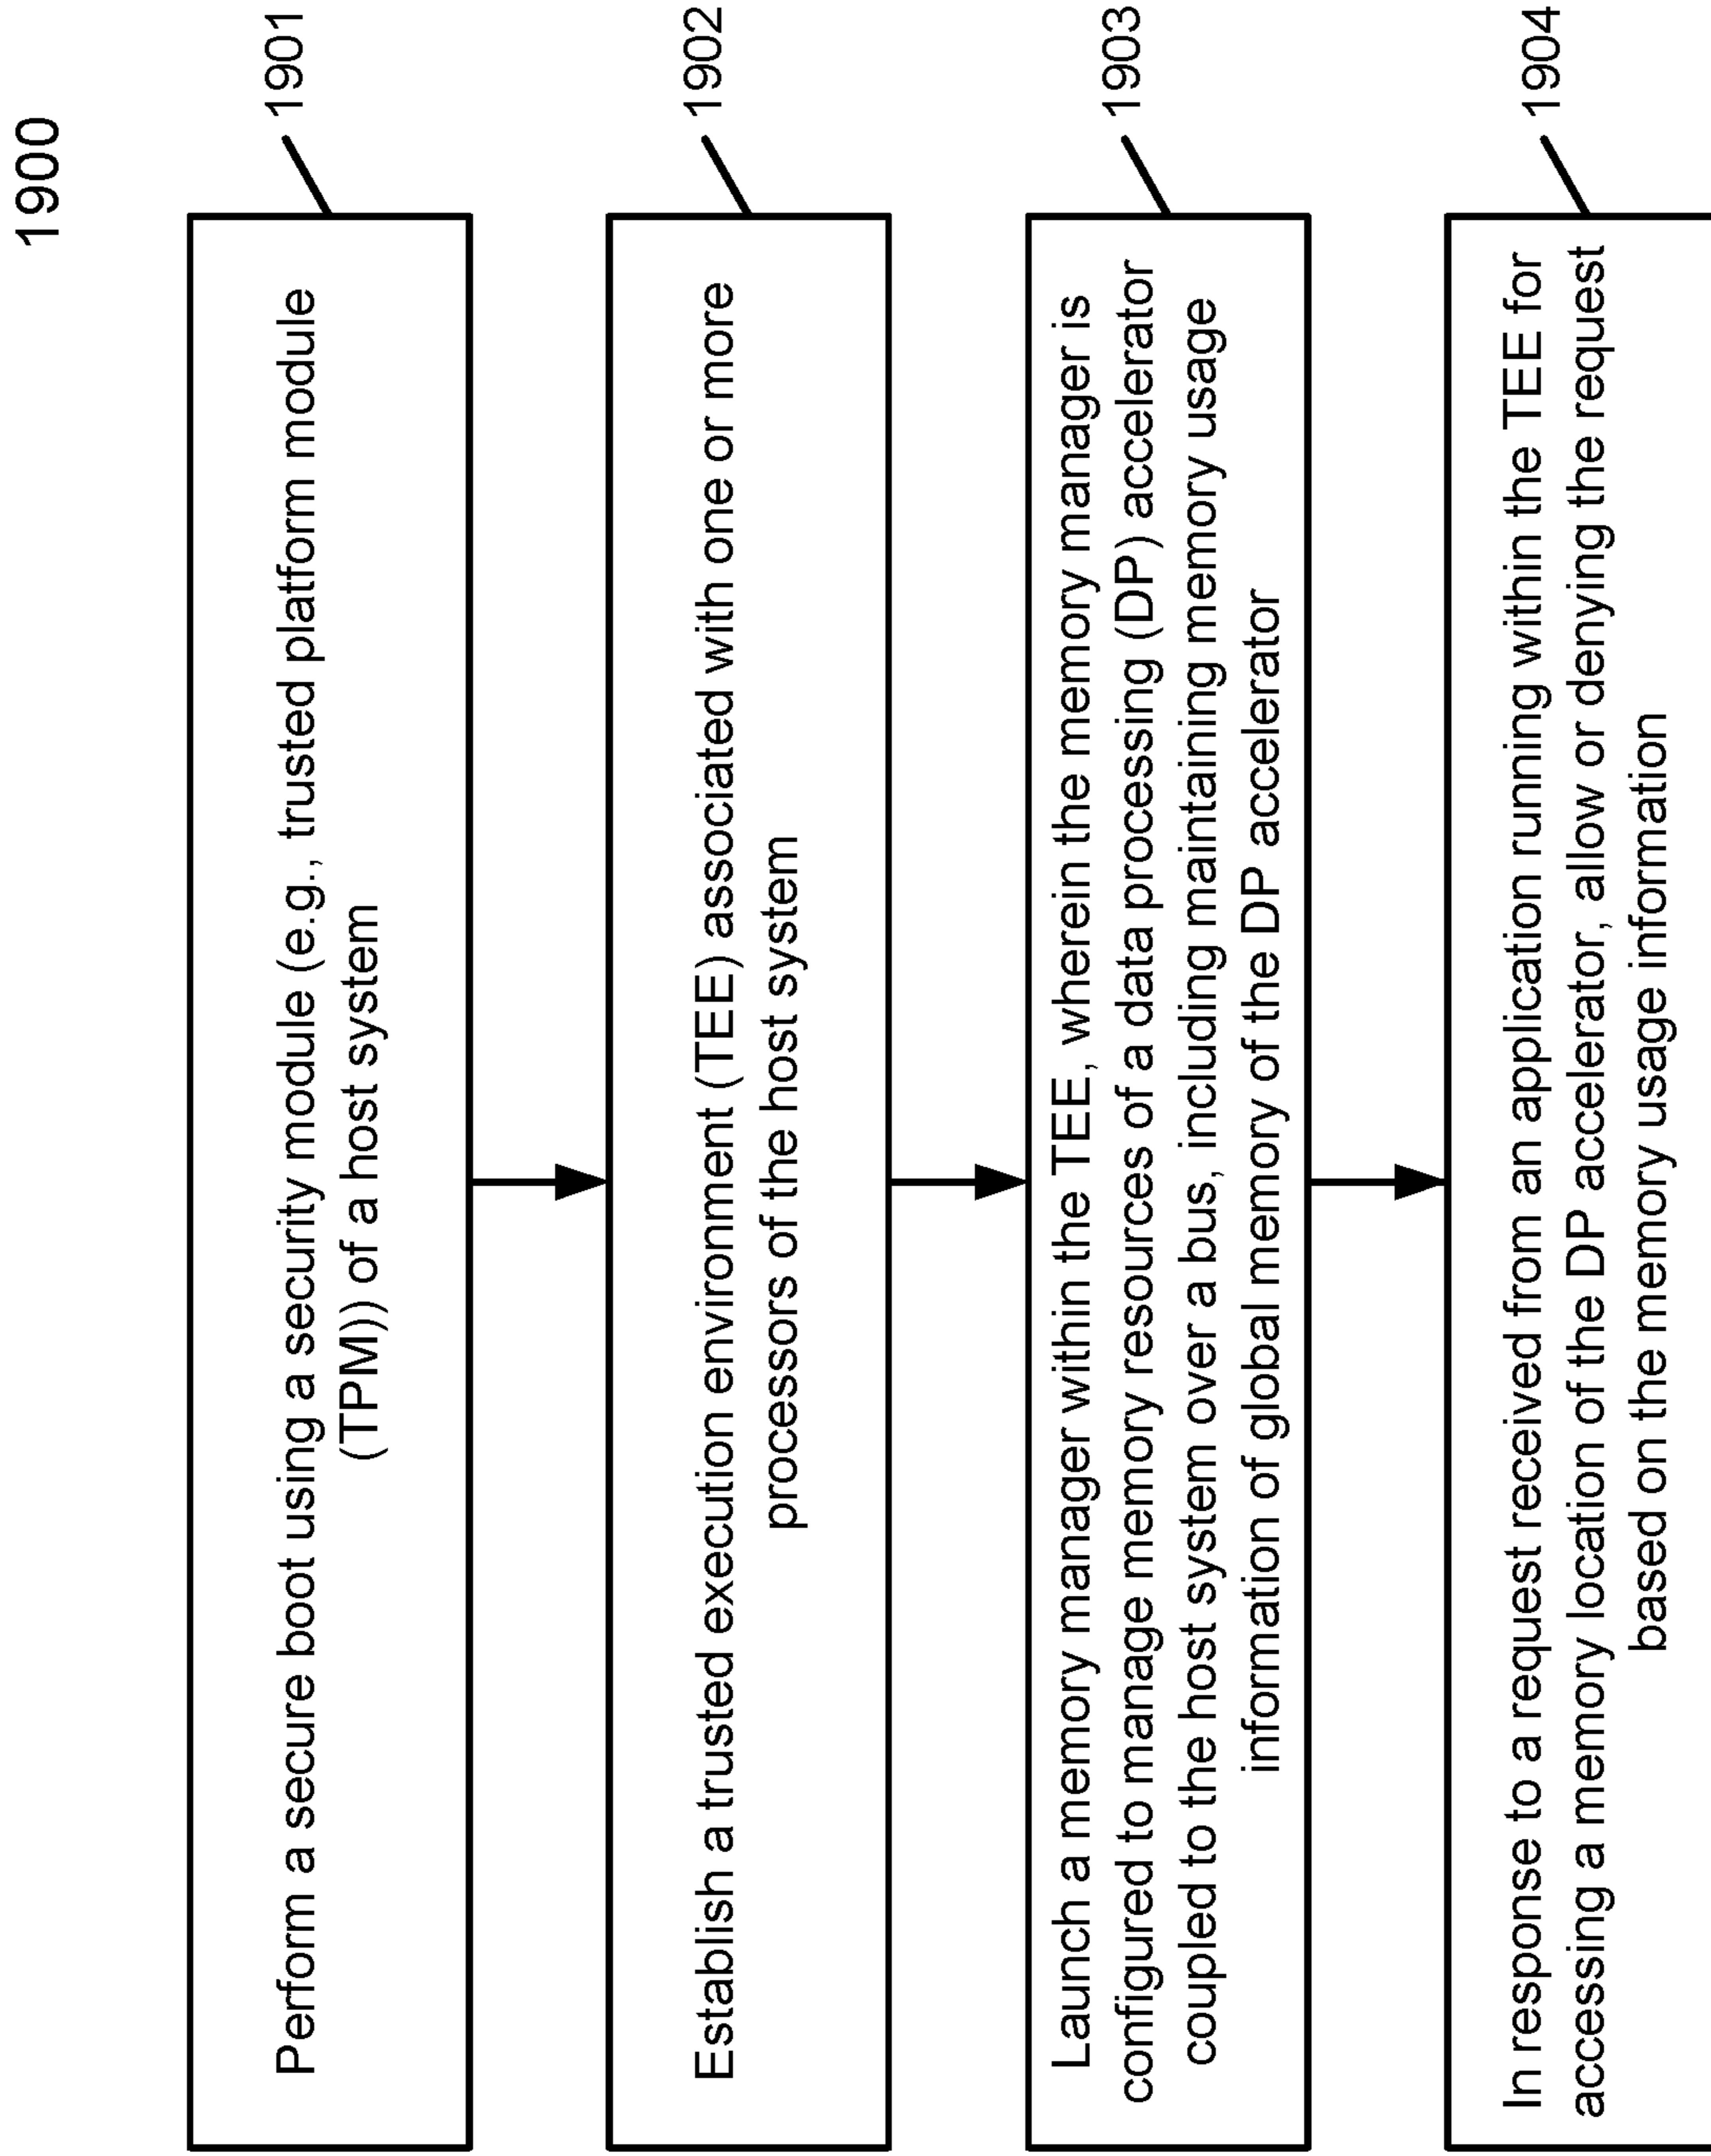 1900
Perform a secure boot using a security module (e.g., trusted platform module
(TPM)) of a host system
1901
Establish a trusted execution environment (TEE) associated with one or more
processors of the host system
1902
Launch a memory manager within the TEE, wherein the memory manager is
configured to manage memory resources of a data processing (DP) accelerator
coupled to the host system over a bus, including maintaining memory usage
information of global memory of the DP accelerator
1903
In response to a request received from an application running within the TEE for
accessing a memory location of the DP accelerator, allow or denying the request
based on the memory usage information
1904